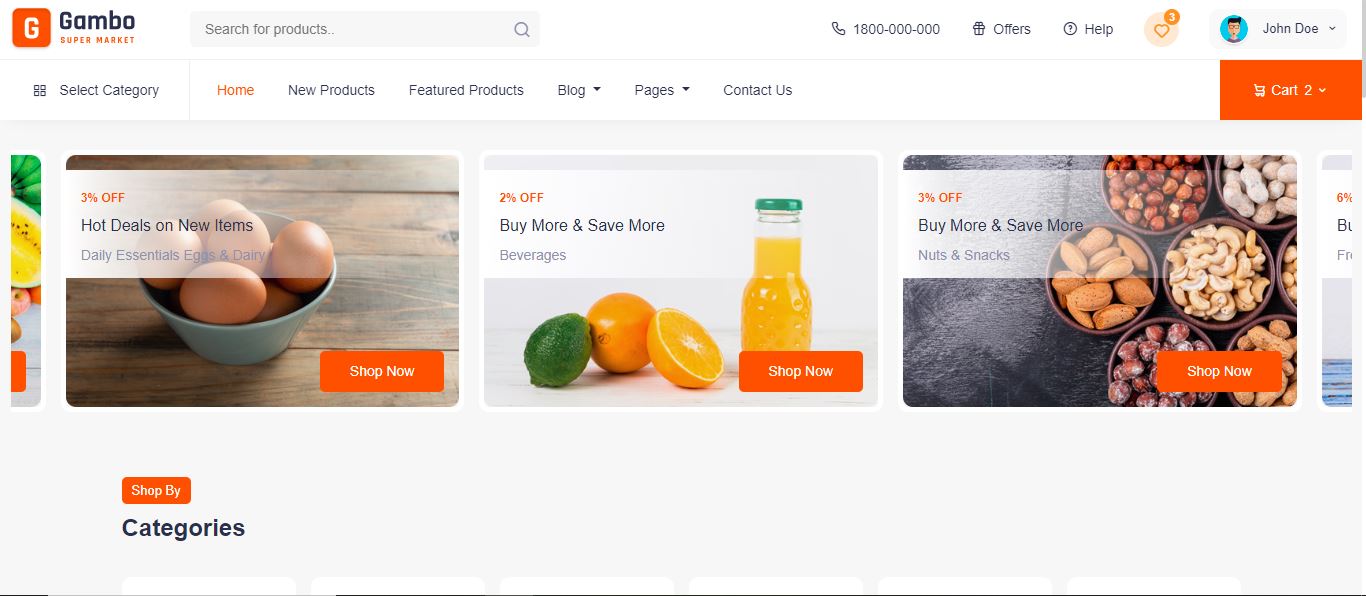 G Gambo
SUPER MARKET
Search for products..
1800-000-000
Offers
Help
3
John Doe
Select Category
Home
New Products
Featured Products
Blog
Pages
Contact Us
Cart 2
3% OFF
Hot Deals on New Items
Daily Essentials Eggs & Dairy
Shop Now
2% OFF
Buy More & Save More
Beverages
Shop Now
3% OFF
Buy More & Save More
Nuts & Snacks
Shop Now
6%
Shop By
Categories